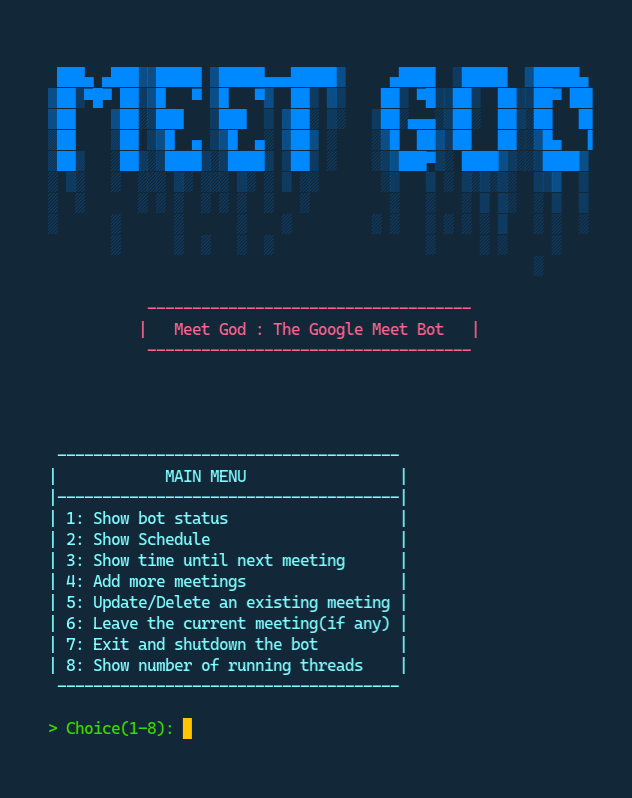 MEET GOD
Meet God : The Google Meet Bot
MAIN MENU
1: Show bot status
2: Show Schedule
3: Show time until next meeting
4: Add more meetings
5: Update/Delete an existing meeting
6: Leave the current meeting(if any)
7: Exit and shutdown the bot
8: Show number of running threads
> Choice(1-8):